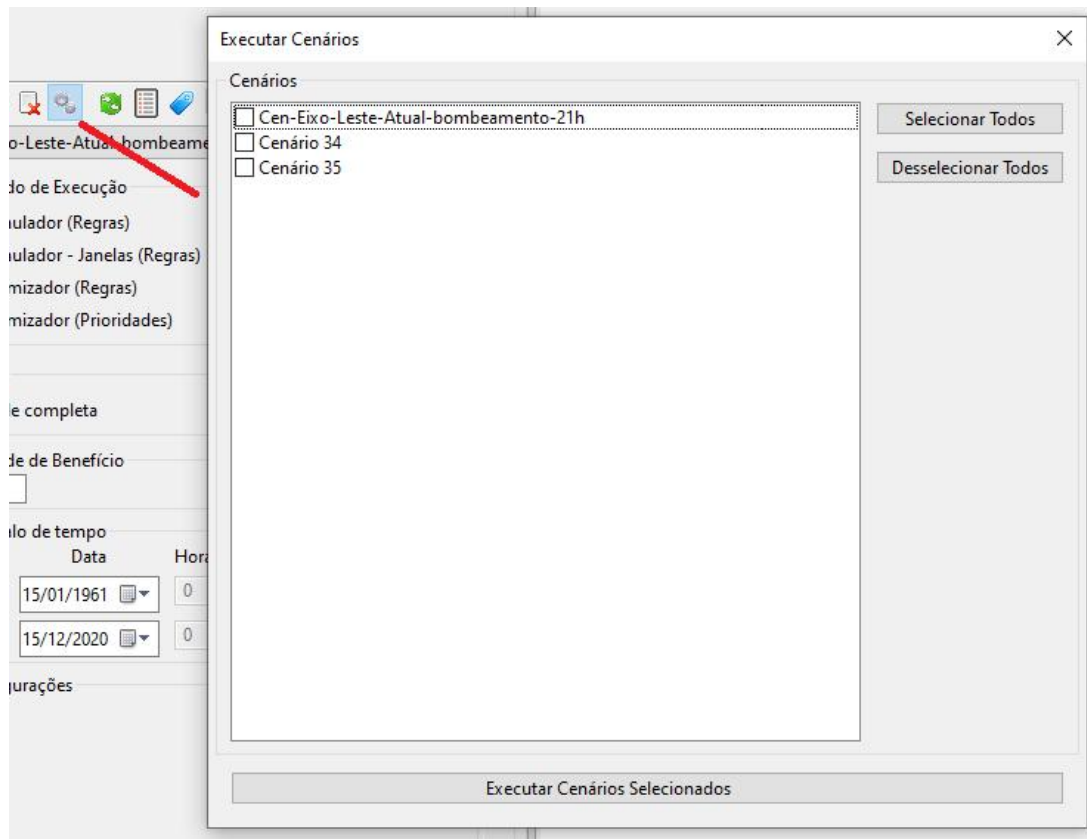 Executar Cenários
Cenários
Cen-Eixo-Leste-Atual-bombeamento-21h
Cenário 34
Cenário 35
Selecionar Todos
Desselecionar Todos
Executar Cenários Selecionados
o-Leste-Atual-bombeame
do de Execução
ulador (Regras)
ulador - Janelas (Regras)
mizador (Regras)
mizador (Prioridades)
e completa
de de Benefício
lo de tempo
Data Hora
15/01/1961 0
15/12/2020 0
gurações